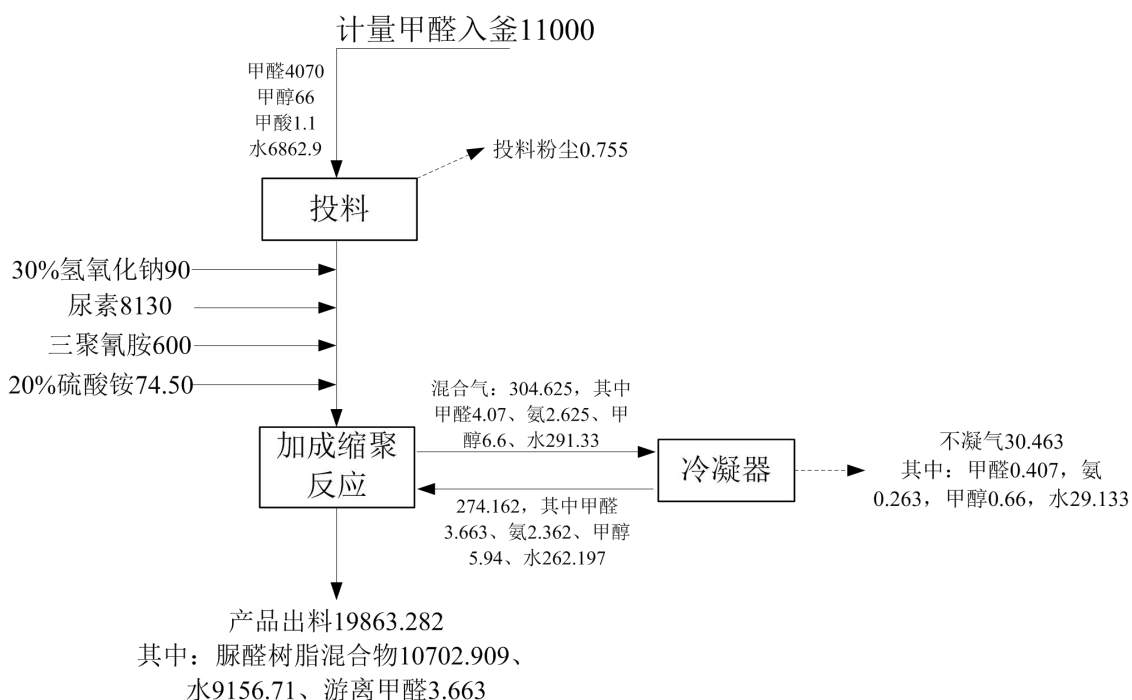 计量甲醛入釜11000
甲醛4070
甲醇66
甲酸1.1
水6862.9
投料粉尘0.755
投料
30%氢氧化钠90
尿素8130
三聚氰胺600
20%硫酸铵74.50
混合气：304.625，其中
甲醛4.07、氨2.625、甲
醇6.6、水291.33
加成缩聚
反应
冷凝器
不凝气30.463
其中：甲醛0.407，氨
0.263，甲醇0.66，水29.133
274.162，其中甲醛
3.663、氨2.362、甲醇
5.94、水262.197
产品出料19863.282
其中：脲醛树脂混合物10702.909、
水9156.71、游离甲醛3.663